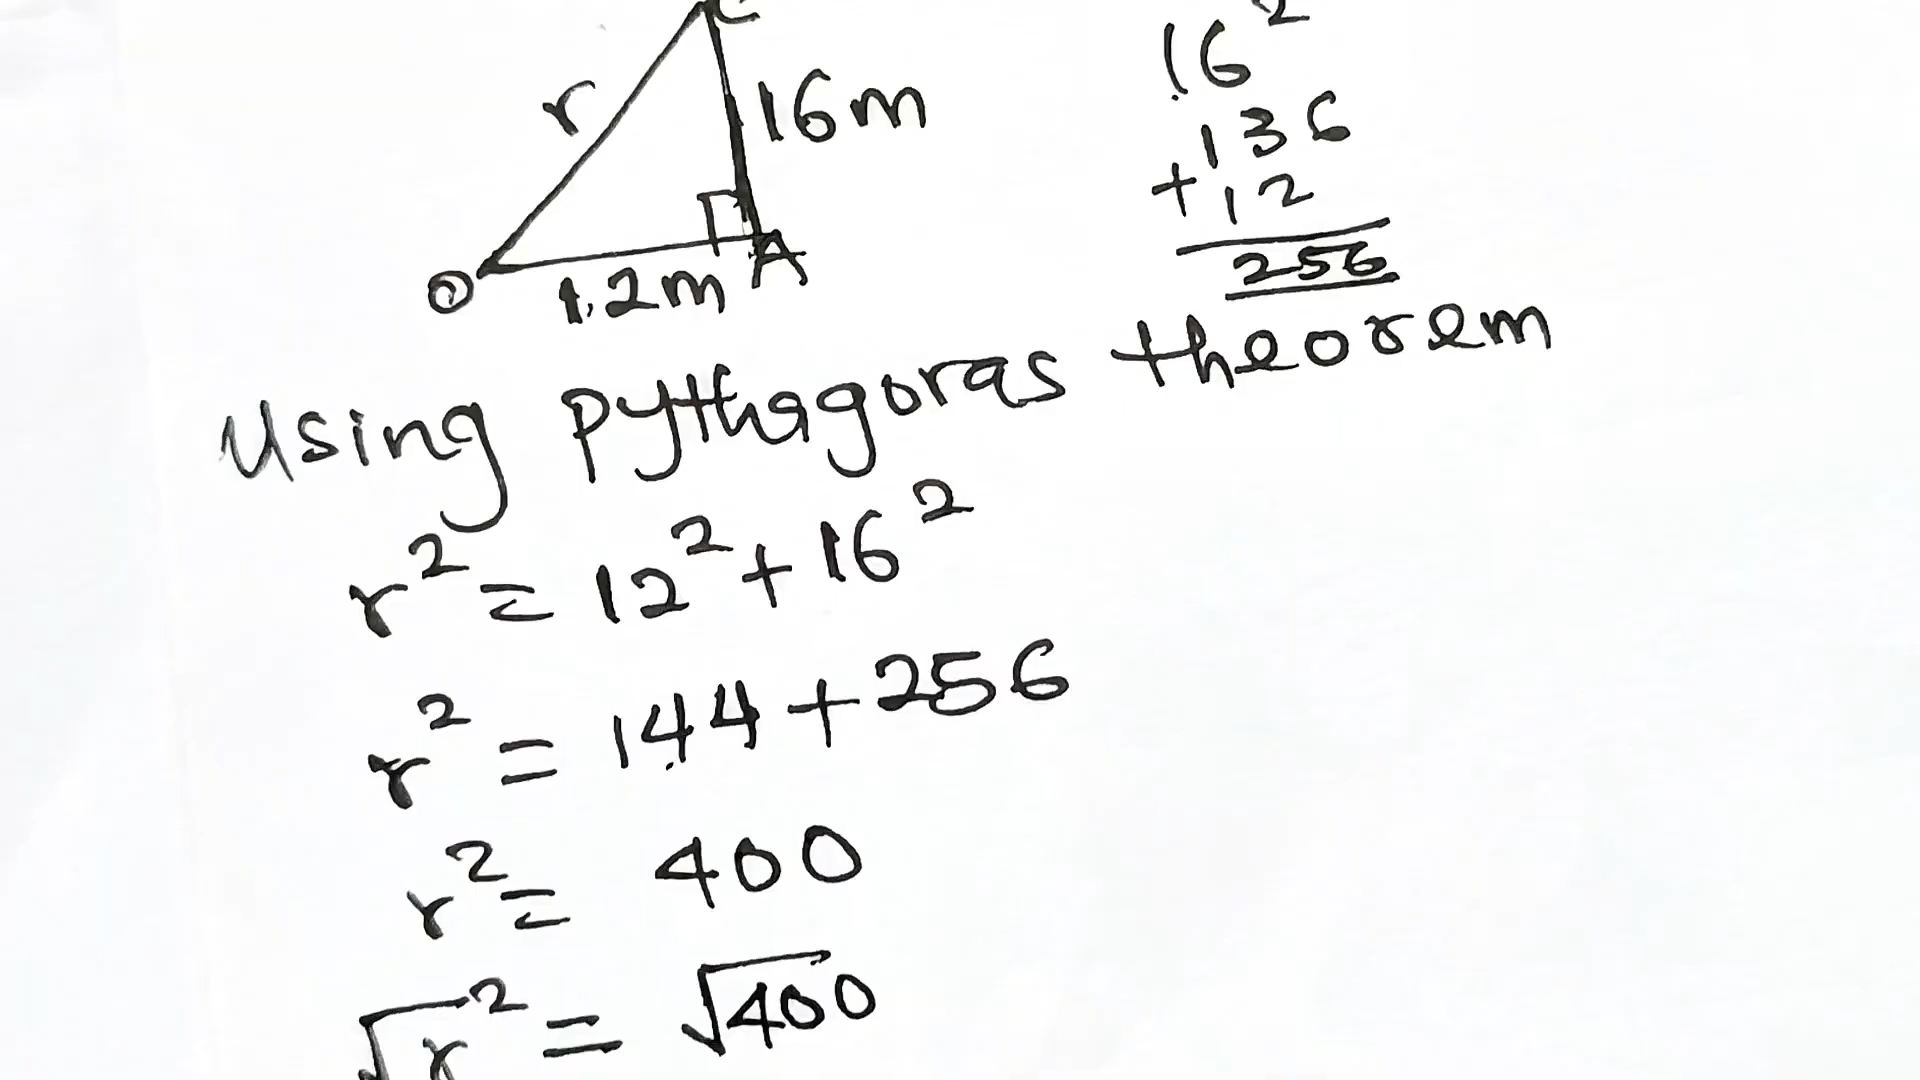 C
r
16m
O
1.2m A
16²
136
+12
256
Using Pythagoras theorem
r² = 12² + 16²
r² = 144 + 256
r² = 400
√r² = √400